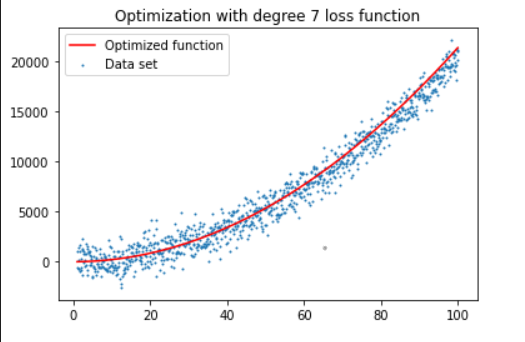 Optimization with degree 7 loss function
Optimized function
Data set
20000
15000
10000
5000
0
0 20 40 60 80 100